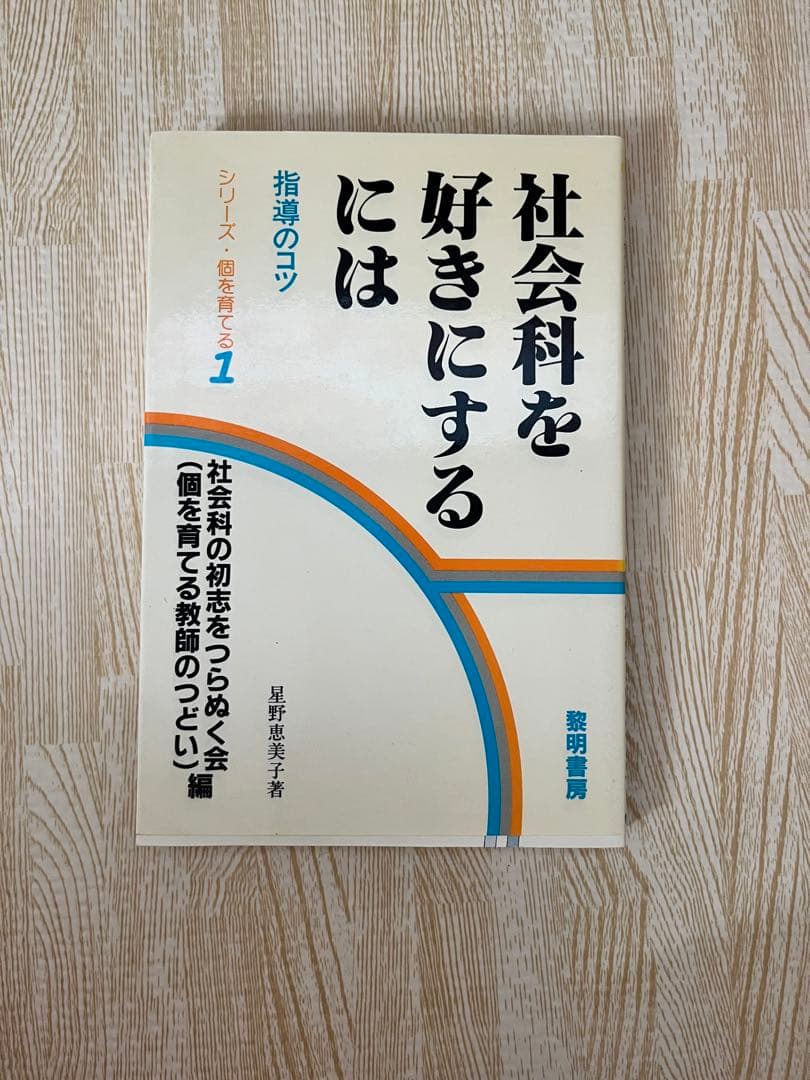 社会科を
好きにする
には
指導のコツ
シリーズ・個を育てる1
社会科の初志をつらぬく会
(個を育てる教師のつどい)編
星野恵美子著
黎明書房